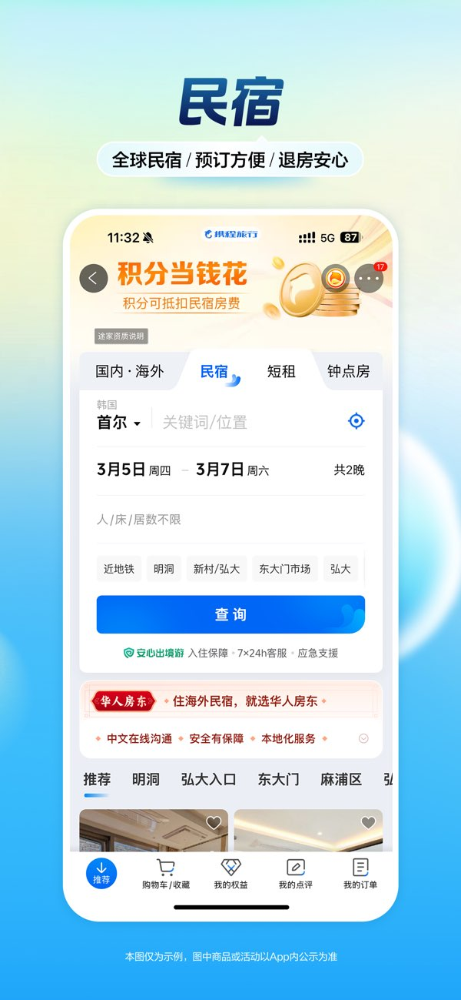 民宿
全球民宿 / 预订方便 / 退房安心
11:32 携程旅行 5G 87
积分当钱花 17
积分可抵扣民宿房费
途家资质说明
国内·海外 民宿 短租 钟点房
韩国
首尔 关键词/位置
3月5日 周四 – 3月7日 周六 共2晚
人/床/居数不限
近地铁 明洞 新村/弘大 东大门市场 弘大
查询
安心出境游 入住保障 · 7×24h客服 · 应急支援
华人房东 住海外民宿，就选华人房东
中文在线沟通 安全有保障 本地化服务
推荐 明洞 弘大入口 东大门 麻浦区
推荐 购物车/收藏 我的权益 我的点评 我的订单
本图仅为示例，图中商品或活动以App内公示为准